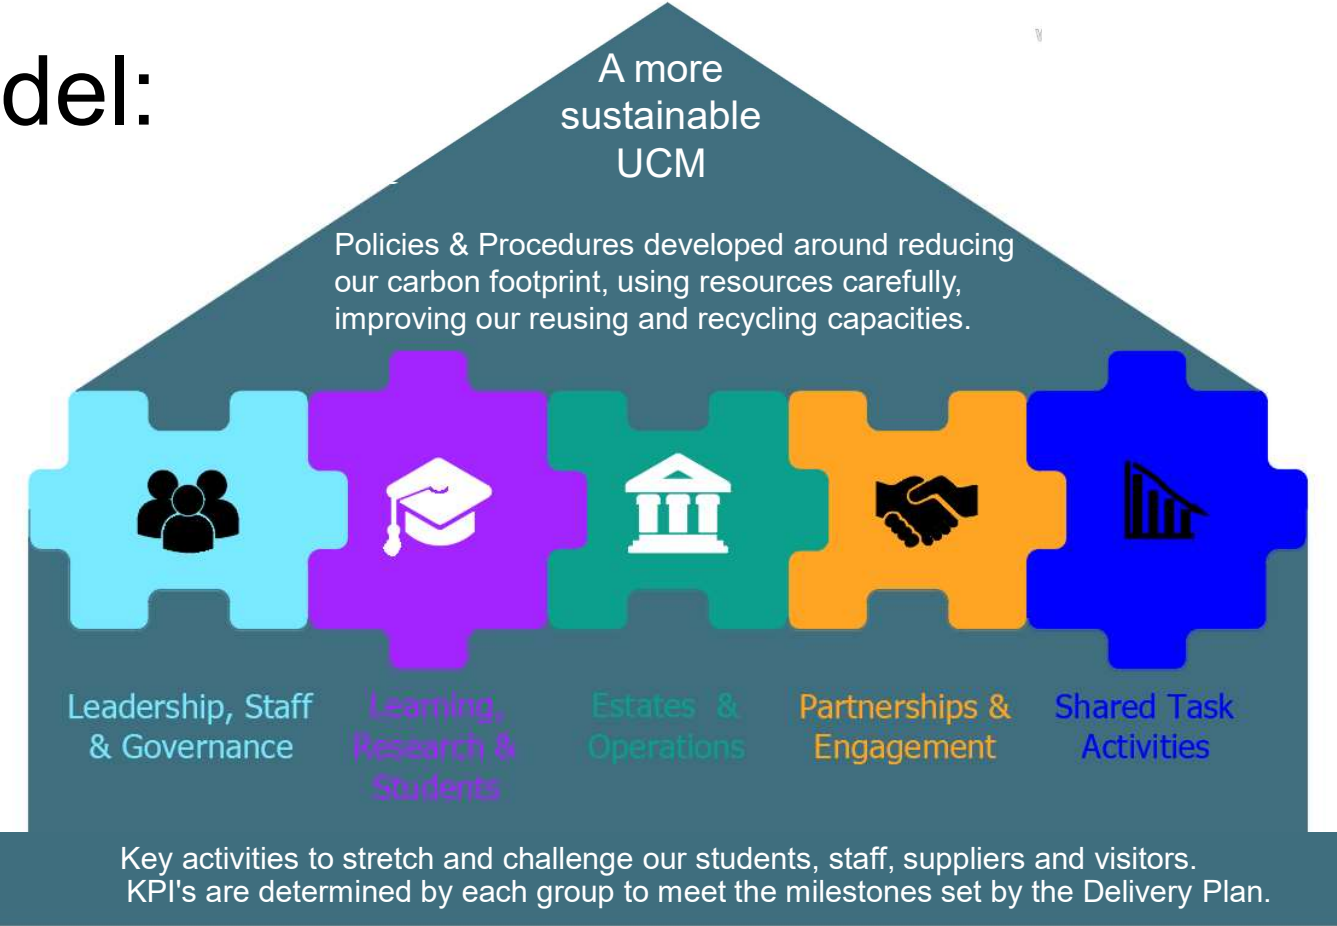 del:
A more
sustainable
UCM
Policies & Procedures developed around reducing
our carbon footprint, using resources carefully,
improving our reusing and recycling capacities.
Leadership, Staff
& Governance
Learning,
Research &
Students
Estates &
Operations
Partnerships &
Engagement
Shared Task
Activities
Key activities to stretch and challenge our students, staff, suppliers and visitors.
KPI's are determined by each group to meet the milestones set by the Delivery Plan.